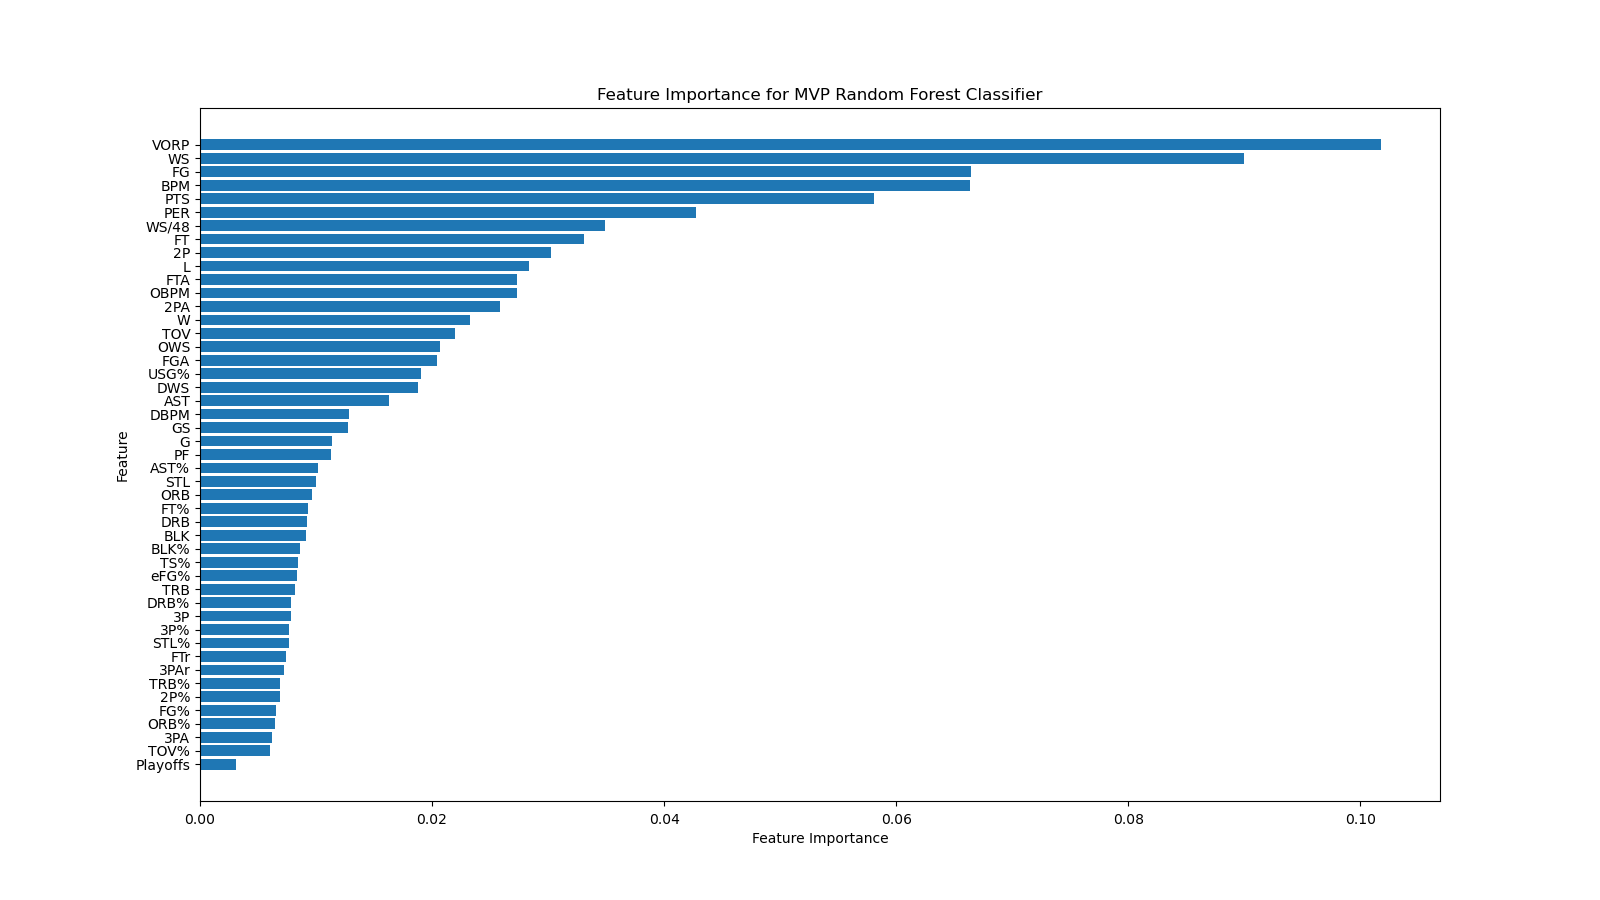 Feature Importance for MVP Random Forest Classifier
VORP
WS
FG
BPM
PTS
PER
WS/48
FT
2P
L
FTA
OBPM
2PA
W
TOV
OWS
FGA
USG%
DWS
AST
DBPM
GS
G
PF
AST%
STL
ORB
FT%
DRB
BLK
BLK%
TS%
eFG%
TRB
DRB%
3P
3P%
STL%
FTr
3PAr
TRB%
2P%
FG%
ORB%
3PA
TOV%
Playoffs
Feature
0.00 0.02 0.04 0.06 0.08 0.10
Feature Importance